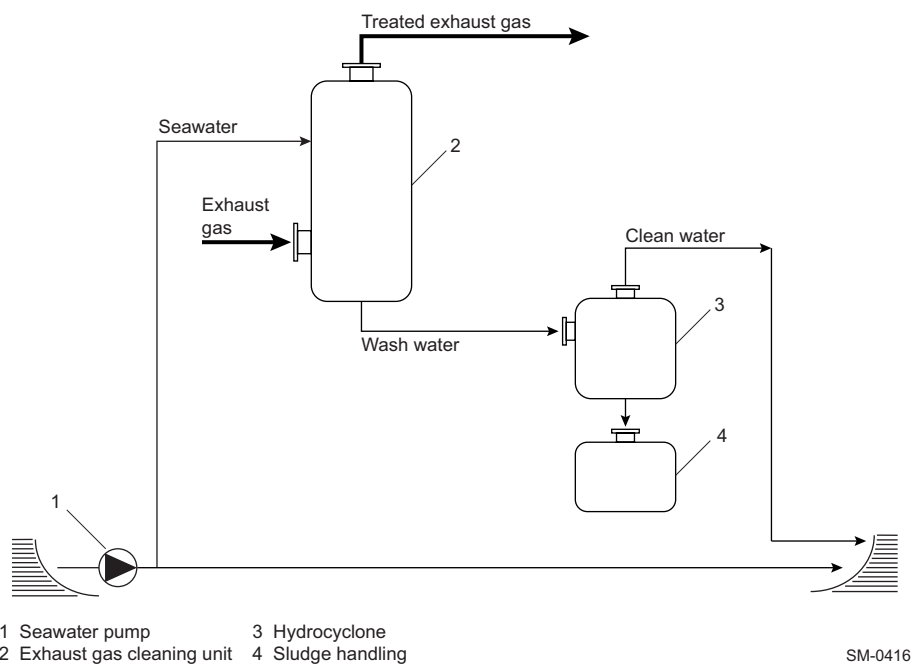 Treated exhaust gas
Seawater
2
Exhaust
gas
Clean water
3
Wash water
4
1
1 Seawater pump
2 Exhaust gas cleaning unit
3 Hydrocyclone
4 Sludge handling
SM-0416